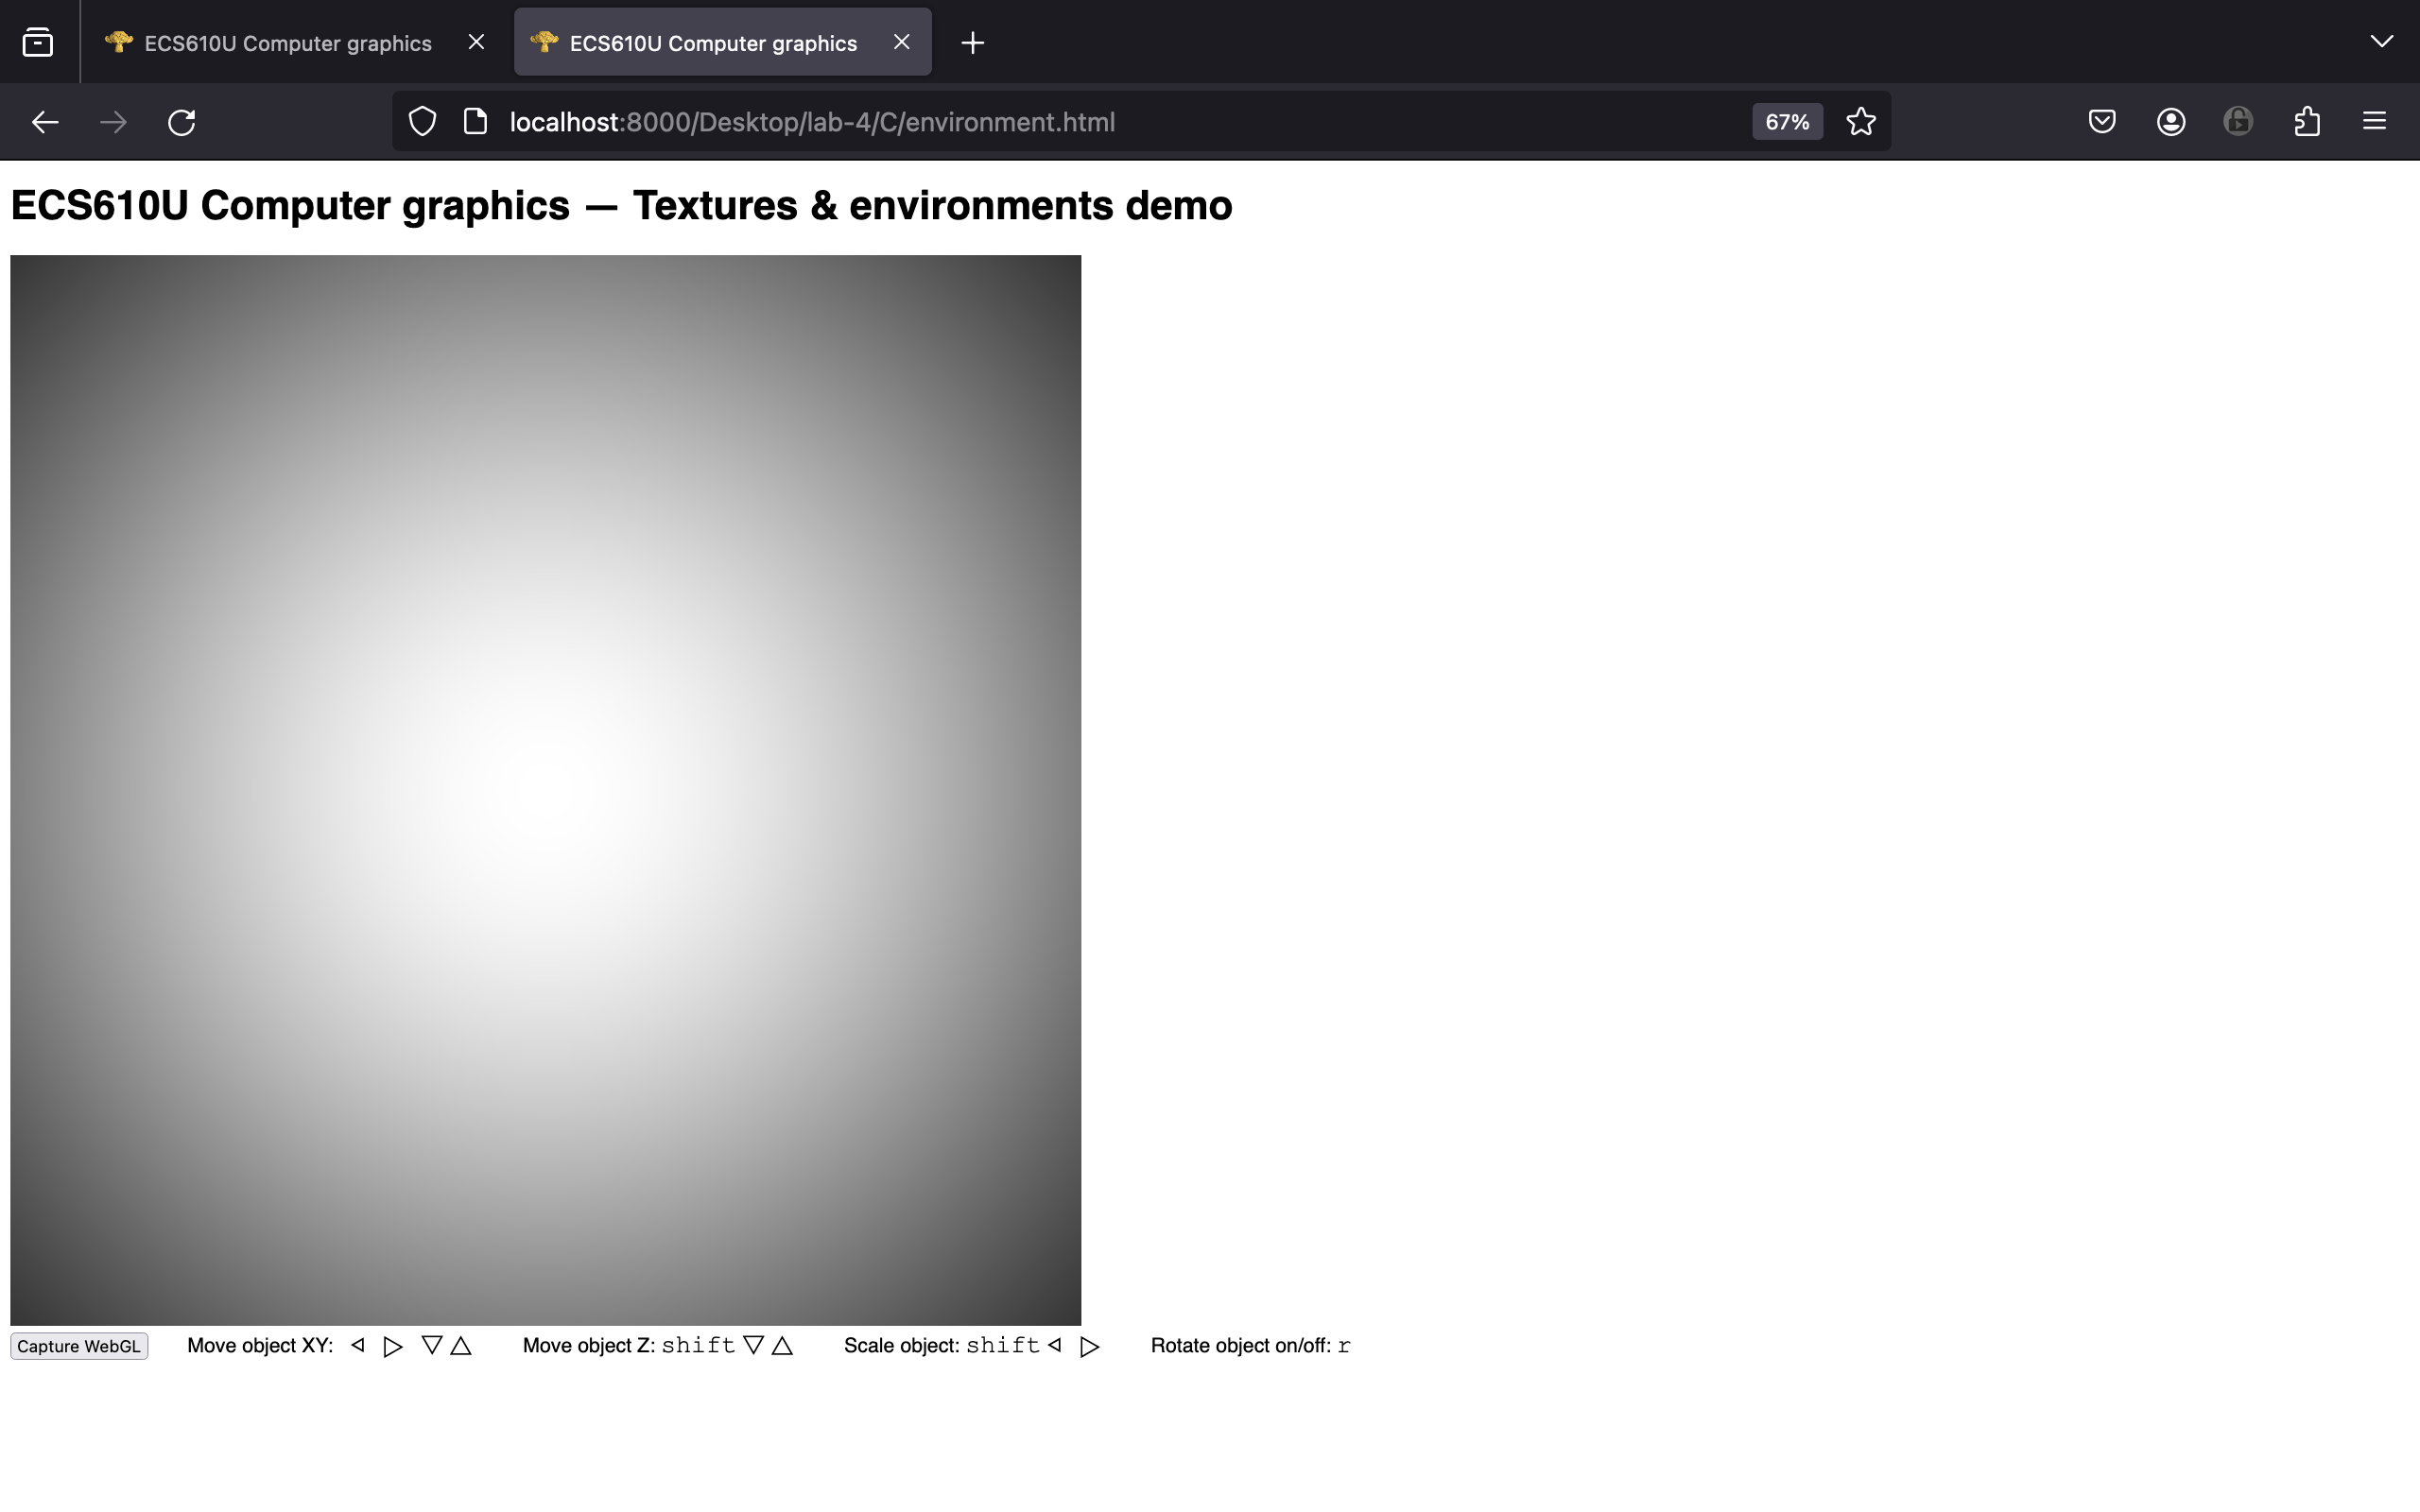 ECS610U Computer graphics ECS610U Computer graphics
localhost:8000/Desktop/lab-4/C/environment.html 67%
ECS610U Computer graphics — Textures & environments demo
Capture WebGL Move object XY: ◁ ▷ ▽ △ Move object Z: shift ▽ △ Scale object: shift ◁ ▷ Rotate object on/off: r